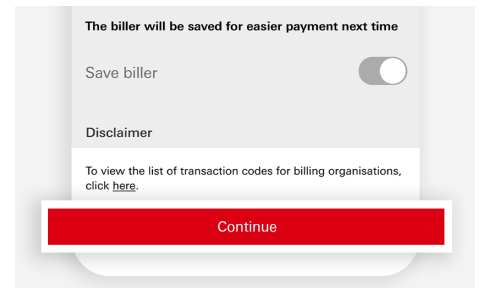 The biller will be saved for easier payment next time
Save biller
Disclaimer
To view the list of transaction codes for billing organisations,
click here.
Continue